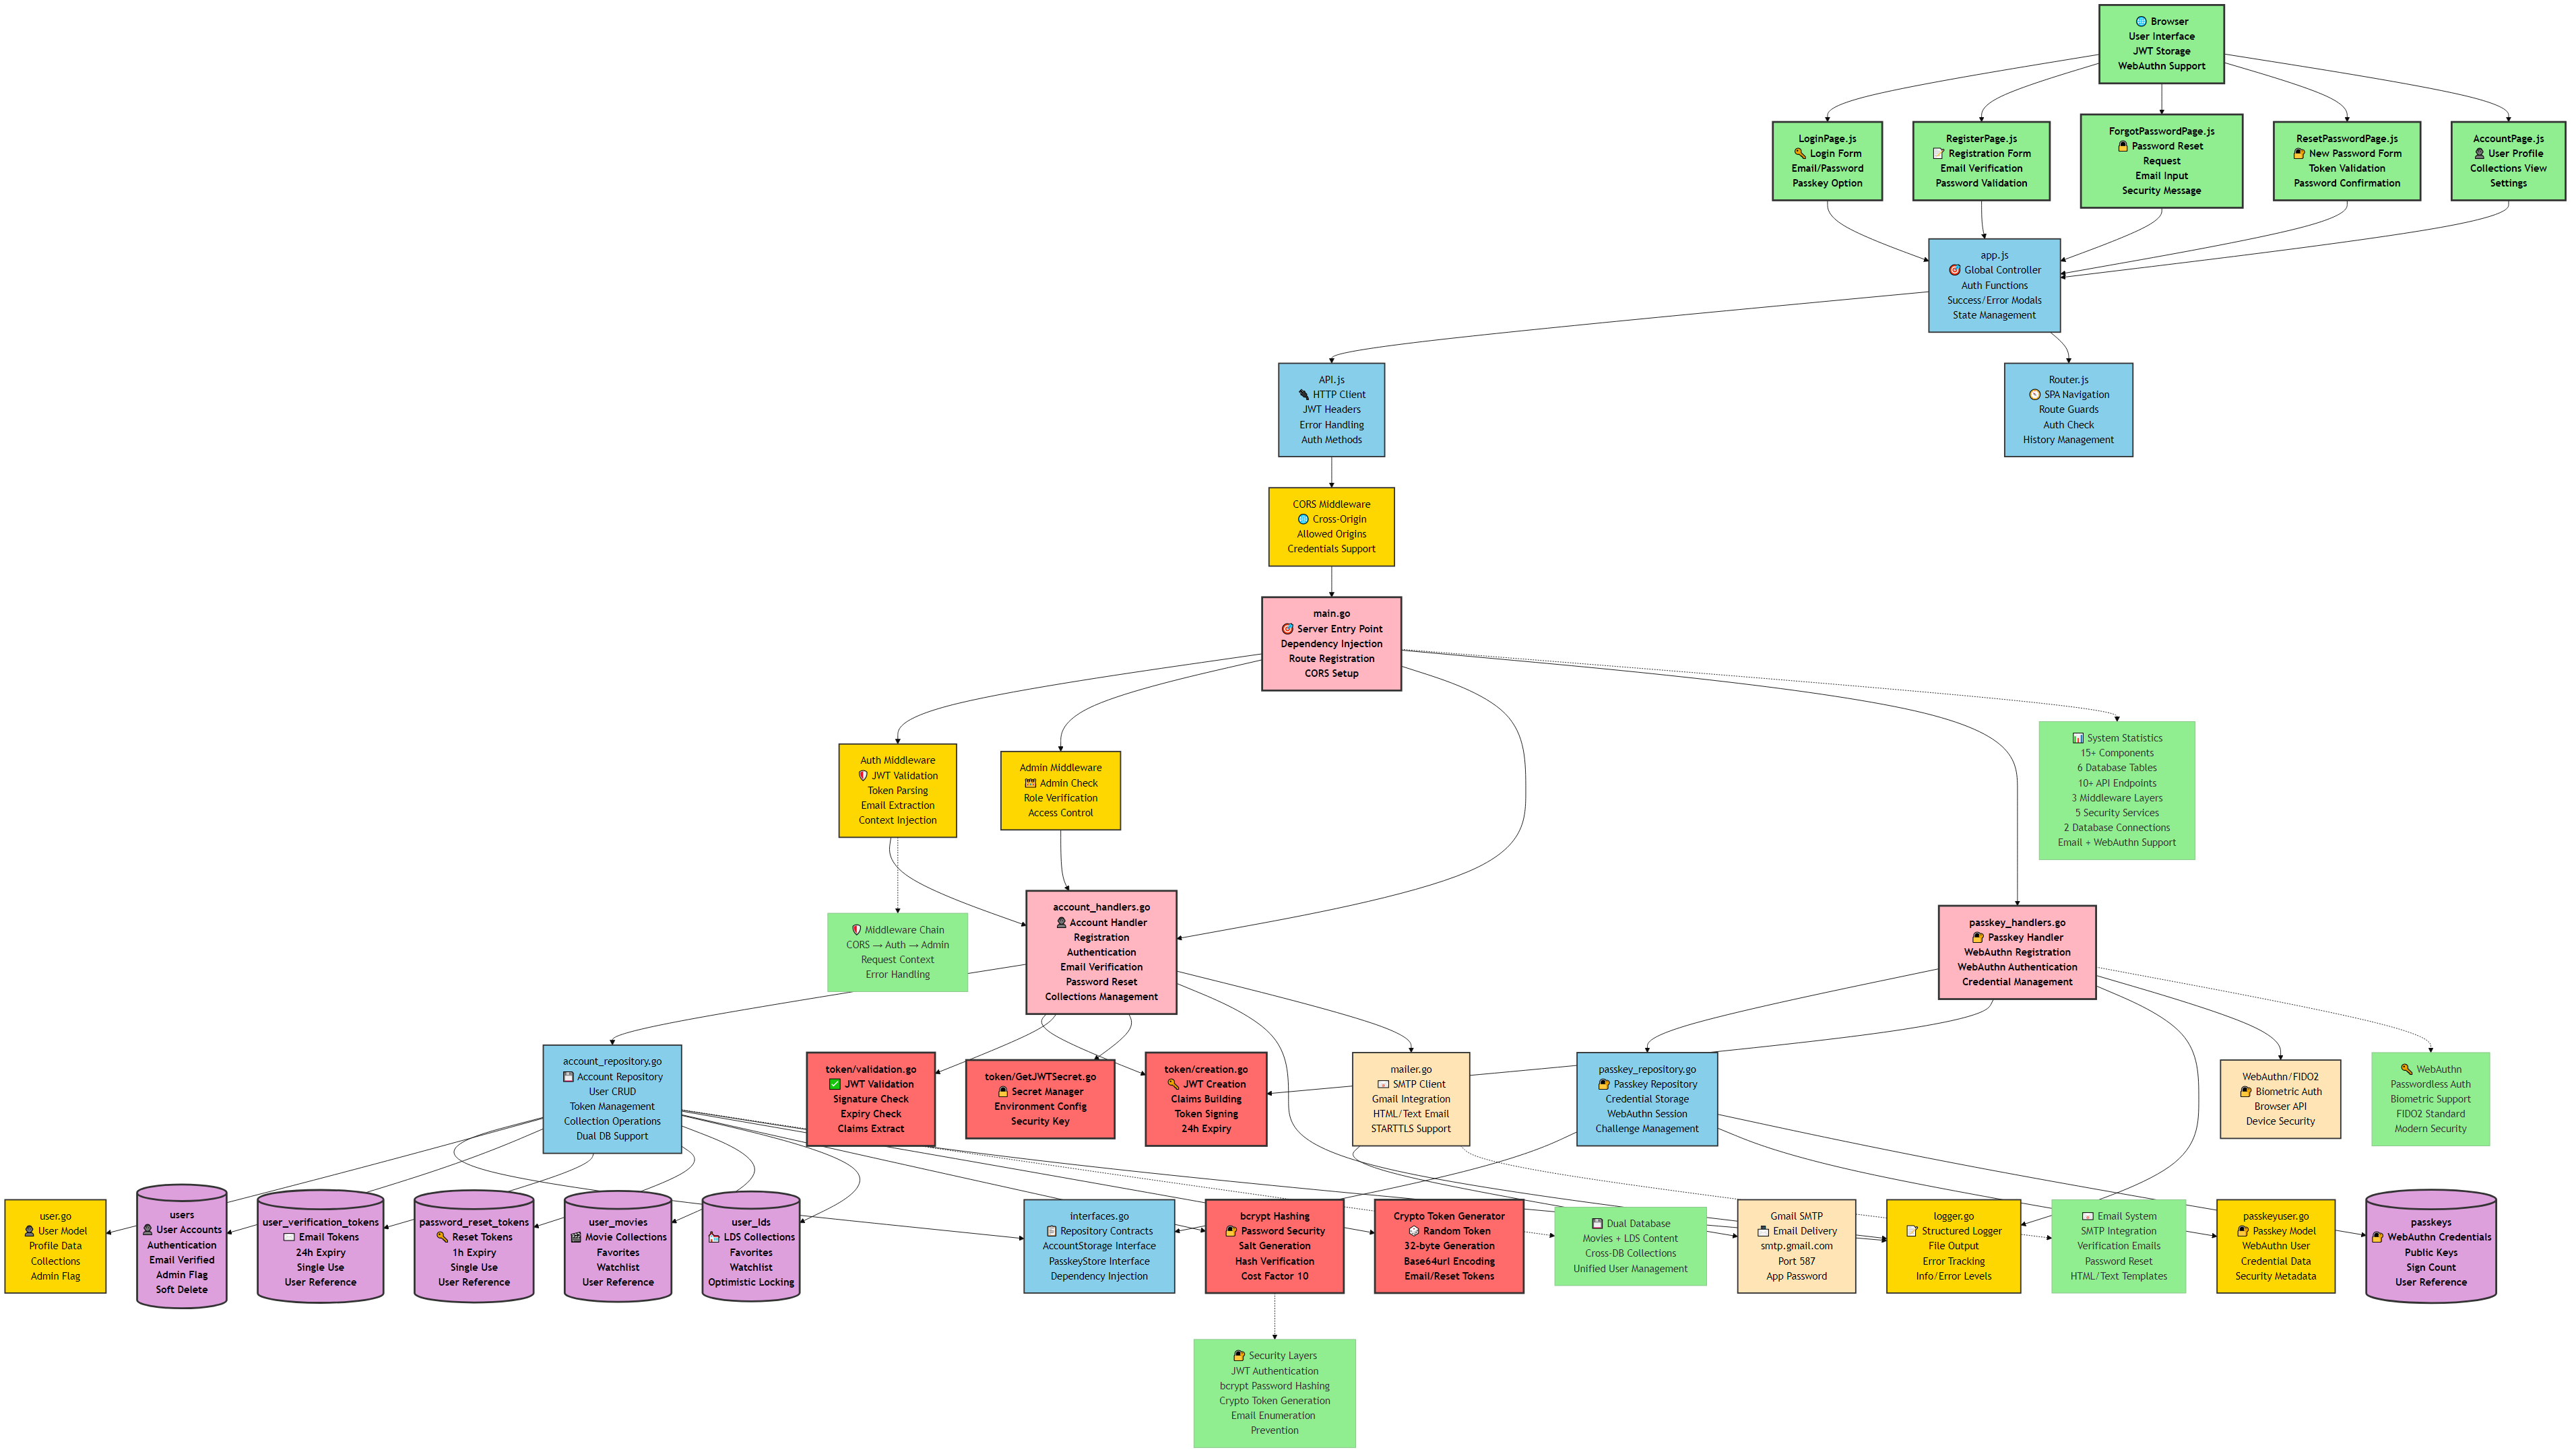 🌐 Browser
User Interface
JWT Storage
WebAuthn Support
LoginPage.js
🔑 Login Form
Email/Password
Passkey Option
RegisterPage.js
📝 Registration Form
Email Verification
Password Validation
ForgotPasswordPage.js
🔒 Password Reset
Request
Email Input
Security Message
ResetPasswordPage.js
🔐 New Password Form
Token Validation
Password Confirmation
AccountPage.js
👤 User Profile
Collections View
Settings
app.js
🎯 Global Controller
Auth Functions
Success/Error Modals
State Management
API.js
🔌 HTTP Client
JWT Headers
Error Handling
Auth Methods
Router.js
🧭 SPA Navigation
Route Guards
Auth Check
History Management
CORS Middleware
🌐 Cross-Origin
Allowed Origins
Credentials Support
main.go
🎯 Server Entry Point
Dependency Injection
Route Registration
CORS Setup
Auth Middleware
🛡️ JWT Validation
Token Parsing
Email Extraction
Context Injection
Admin Middleware
👑 Admin Check
Role Verification
Access Control
📊 System Statistics
15+ Components
6 Database Tables
10+ API Endpoints
3 Middleware Layers
5 Security Services
2 Database Connections
Email + WebAuthn Support
🛡️ Middleware Chain
CORS → Auth → Admin
Request Context
Error Handling
account_handlers.go
👤 Account Handler
Registration
Authentication
Email Verification
Password Reset
Collections Management
passkey_handlers.go
🔐 Passkey Handler
WebAuthn Registration
WebAuthn Authentication
Credential Management
account_repository.go
💾 Account Repository
User CRUD
Token Management
Collection Operations
Dual DB Support
token/validation.go
✅ JWT Validation
Signature Check
Expiry Check
Claims Extract
token/GetJWTSecret.go
🔒 Secret Manager
Environment Config
Security Key
token/creation.go
🔑 JWT Creation
Claims Building
Token Signing
24h Expiry
mailer.go
📧 SMTP Client
Gmail Integration
HTML/Text Email
STARTTLS Support
passkey_repository.go
🔐 Passkey Repository
Credential Storage
WebAuthn Session
Challenge Management
WebAuthn/FIDO2
🔐 Biometric Auth
Browser API
Device Security
🔑 WebAuthn
Passwordless Auth
Biometric Support
FIDO2 Standard
Modern Security
user.go
👤 User Model
Profile Data
Collections
Admin Flag
users
👤 User Accounts
Authentication
Email Verified
Admin Flag
Soft Delete
user_verification_tokens
✉️ Email Tokens
24h Expiry
Single Use
User Reference
password_reset_tokens
🔑 Reset Tokens
1h Expiry
Single Use
User Reference
user_movies
🎬 Movie Collections
Favorites
Watchlist
User Reference
user_lds
⛪ LDS Collections
Favorites
Watchlist
Optimistic Locking
interfaces.go
📋 Repository Contracts
AccountStorage Interface
PasskeyStore Interface
Dependency Injection
bcrypt Hashing
🔐 Password Security
Salt Generation
Hash Verification
Cost Factor 10
Crypto Token Generator
🎲 Random Token
32-byte Generation
Base64url Encoding
Email/Reset Tokens
💾 Dual Database
Movies + LDS Content
Cross-DB Collections
Unified User Management
Gmail SMTP
📤 Email Delivery
smtp.gmail.com
Port 587
App Password
logger.go
📝 Structured Logger
File Output
Error Tracking
Info/Error Levels
📧 Email System
SMTP Integration
Verification Emails
Password Reset
HTML/Text Templates
passkeyuser.go
🔐 Passkey Model
WebAuthn User
Credential Data
Security Metadata
passkeys
🔐 WebAuthn Credentials
Public Keys
Sign Count
User Reference
🔐 Security Layers
JWT Authentication
bcrypt Password Hashing
Crypto Token Generation
Email Enumeration
Prevention